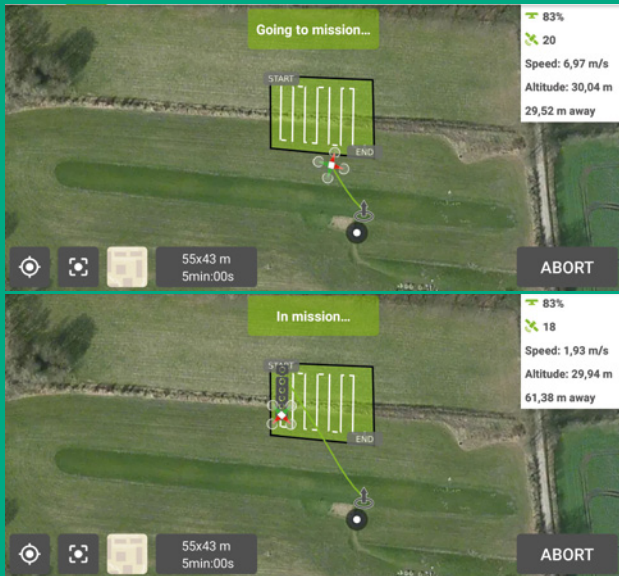 Going to mission...
83%
20
Speed: 6,97 m/s
Altitude: 30,04 m
29,52 m away
START
END
55x43 m
5min:00s
ABORT
In mission...
83%
18
Speed: 1,93 m/s
Altitude: 29,94 m
61,38 m away
START
END
55x43 m
5min:00s
ABORT